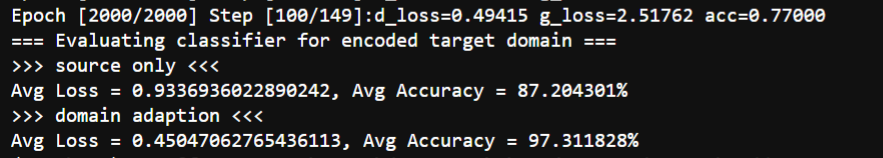 Epoch [2000/2000] Step [100/149]:d_loss=0.49415 g_loss=2.51762 acc=0.77000
=== Evaluating classifier for encoded target domain ===
>>> source only <<<
Avg Loss = 0.9336936022890242, Avg Accuracy = 87.204301%
>>> domain adaption <<<
Avg Loss = 0.45047062765436113, Avg Accuracy = 97.311828%